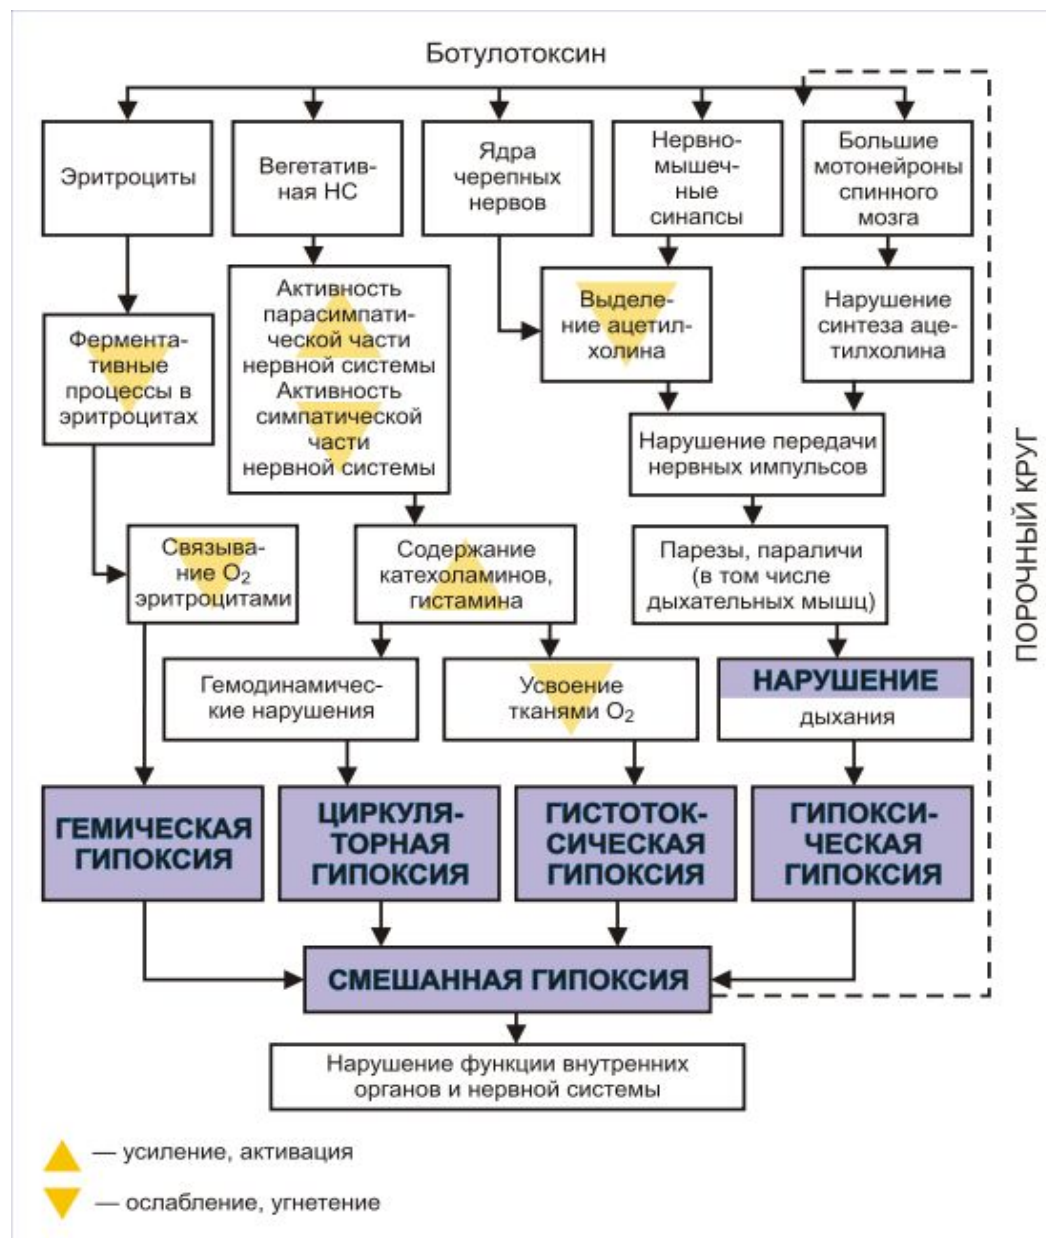 Ботулотоксин
Эритроциты
Вегетатив-
ная НС
Ядра
черепных
нервов
Нервно-
мышеч-
ные
синапсы
Большие
мотонейроны
спинного
мозга
Фермента-
тивные
процессы в
эритроцитах
Активность
парасимпати-
ческой части
нервной системы
Активность
симпатической
части
нервной системы
Выделе-
ние ацетил-
холина
Нарушение
синтеза аце-
тилхолина
Нарушение передачи
нервных импульсов
Связыва-
ние O2
эритроцитами
Содержание
катехоламинов,
гистамина
Парезы, параличи
(в том числе
дыхательных мышц)
Гемодинамичес-
кие нарушения
Усвоение
тканями O2
НАРУШЕНИЕ
дыхания
ГЕМИЧЕСКАЯ
ГИПОКСИЯ
ЦИРКУЛЯ-
ТОРНАЯ
ГИПОКСИЯ
ГИСТОТОК-
СИЧЕСКАЯ
ГИПОКСИЯ
ГИПОКСИ-
ЧЕСКАЯ
ГИПОКСИЯ
СМЕШАННАЯ ГИПОКСИЯ
Нарушение функции внутренних
органов и нервной системы
ПОРОЧНЫЙ КРУГ
— усиление, активация
— ослабление, угнетение